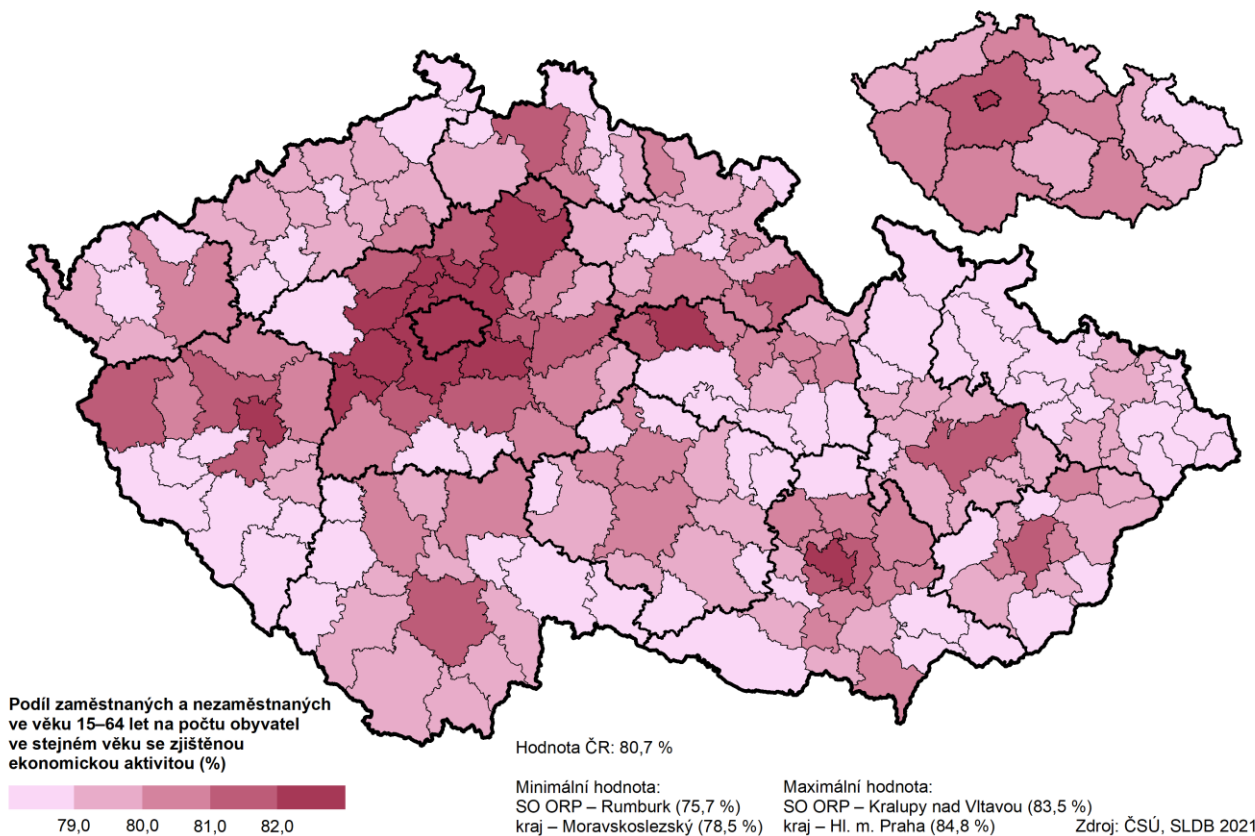 Podíl zaměstnaných a nezaměstnaných
ve věku 15–64 let na počtu obyvatel
ve stejném věku se zjištěnou
ekonomickou aktivitou (%)
79,0 80,0 81,0 82,0
Hodnota ČR: 80,7 %
Minimální hodnota:
SO ORP – Rumburk (75,7 %)
kraj – Moravskoslezský (78,5 %)
Maximální hodnota:
SO ORP – Kralupy nad Vltavou (83,5 %)
kraj – Hl. m. Praha (84,8 %)
Zdroj: ČSÚ, SLDB 2021